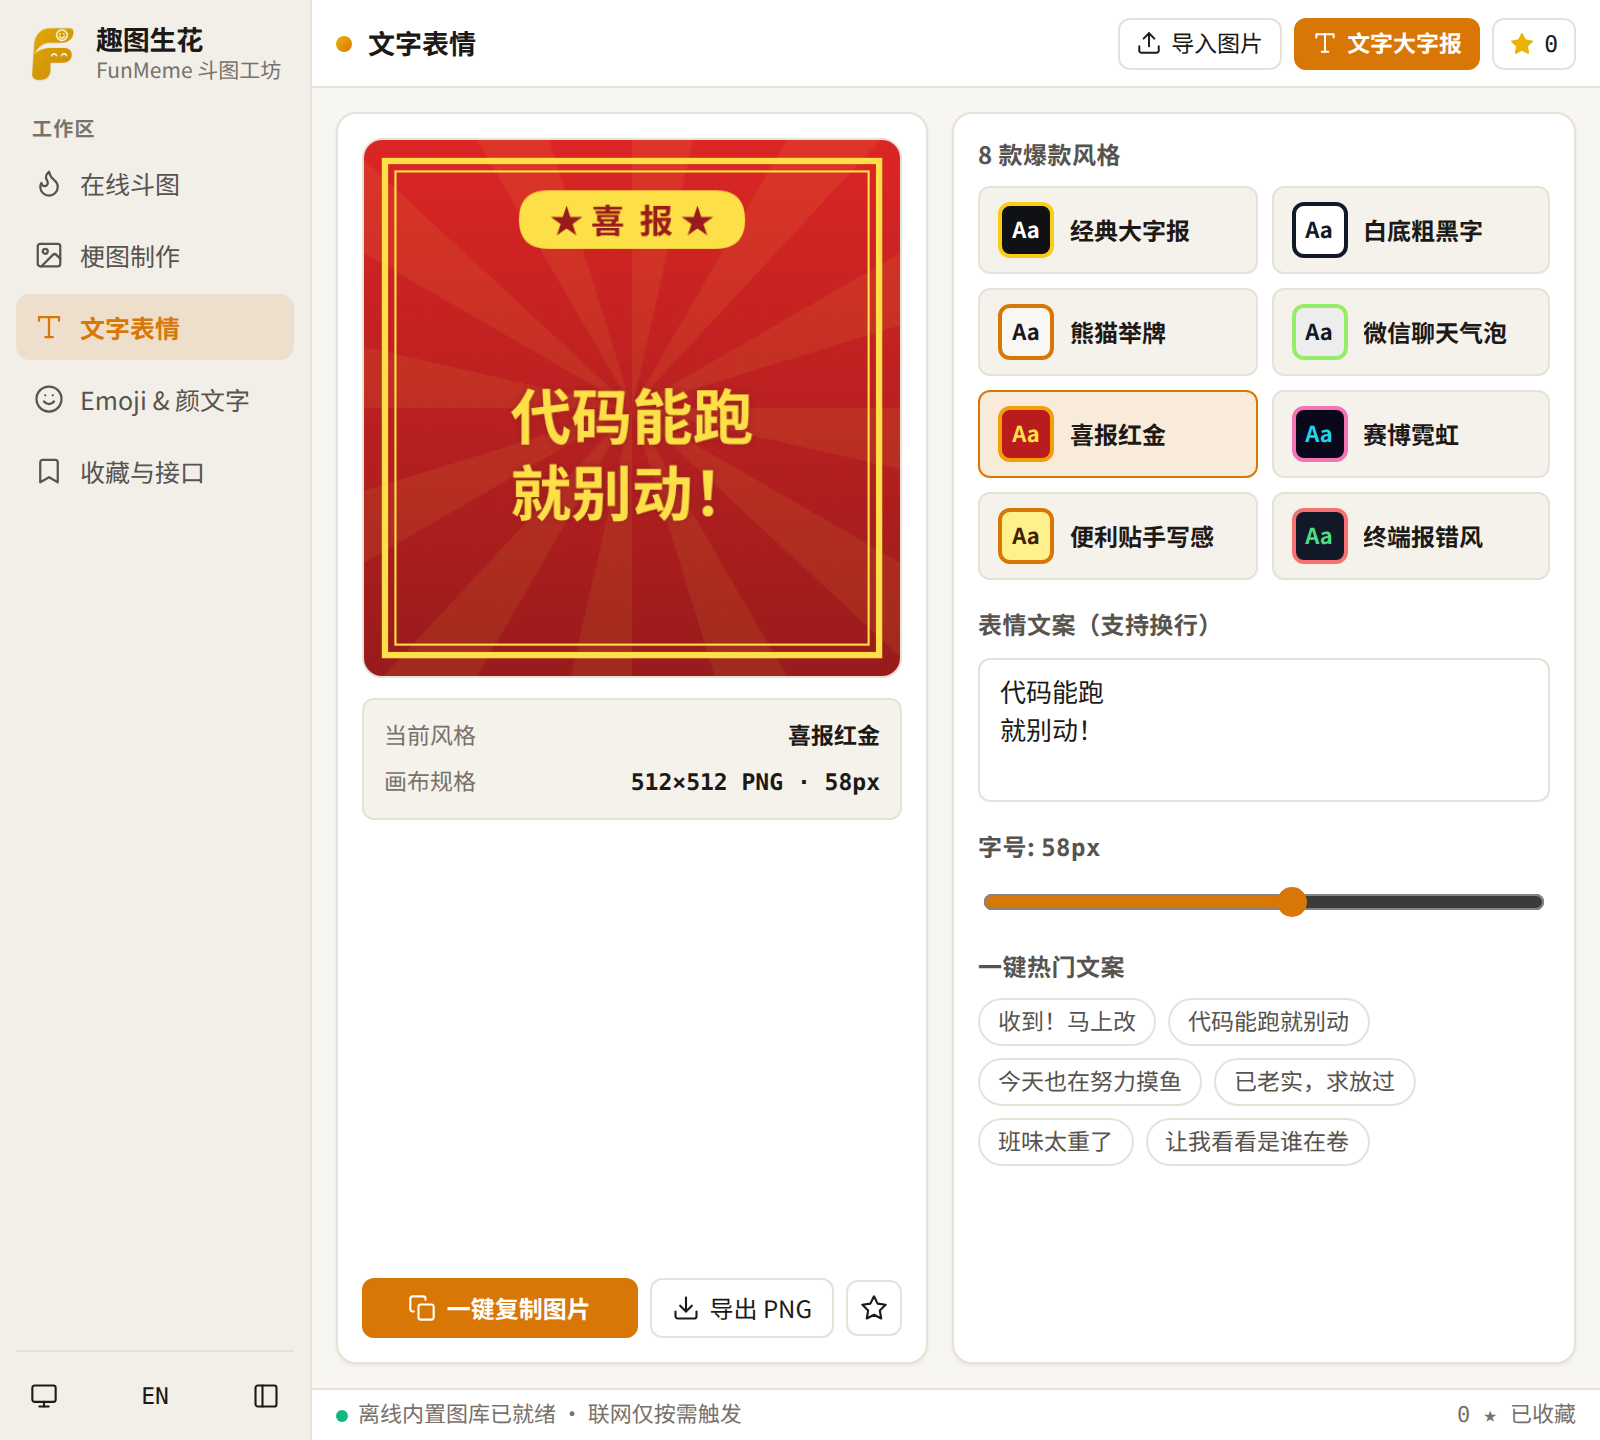 趣图生花
FunMeme 斗图工坊
工作区
在线斗图
梗图制作
文字表情
Emoji & 颜文字
收藏与接口
EN
文字表情
导入图片
文字大字报
★ 0
★ 喜 报 ★
代码能跑
就别动！
当前风格
喜报红金
画布规格
512×512 PNG · 58px
一键复制图片
导出 PNG
8 款爆款风格
Aa 经典大字报
Aa 白底粗黑字
Aa 熊猫举牌
Aa 微信聊天气泡
Aa 喜报红金
Aa 赛博霓虹
Aa 便利贴手写感
Aa 终端报错风
表情文案（支持换行）
代码能跑
就别动！
字号: 58px
一键热门文案
收到！马上改
代码能跑就别动
今天也在努力摸鱼
已老实，求放过
班味太重了
让我看看是谁在卷
离线内置图库已就绪 • 联网仅按需触发
0 ★ 已收藏